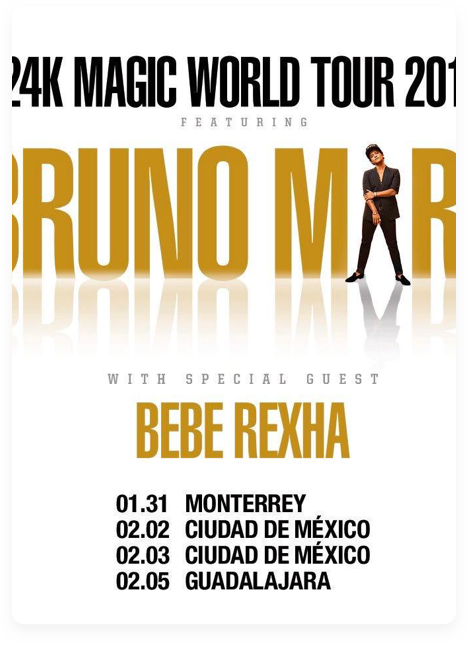 24K MAGIC WORLD TOUR 201
FEATURING
BRUNO M R
WITH SPECIAL GUEST
BEBE REXHA
01.31 MONTERREY
02.02 CIUDAD DE MÉXICO
02.03 CIUDAD DE MÉXICO
02.05 GUADALAJARA